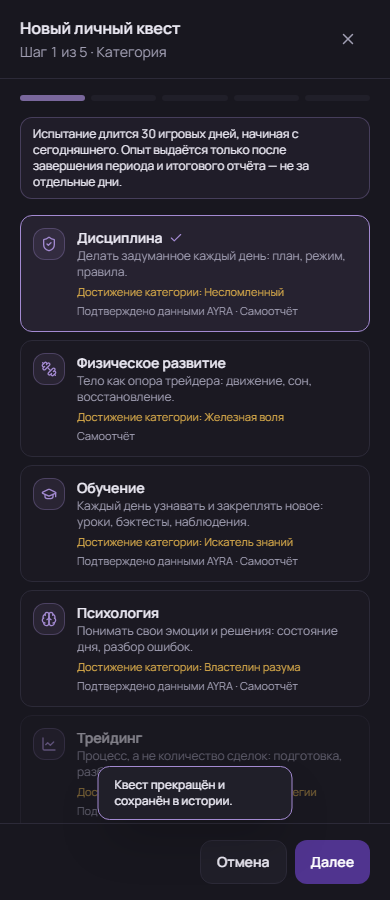 Новый личный квест
Шаг 1 из 5 · Категория
Испытание длится 30 игровых дней, начиная с
сегодняшнего. Опыт выдаётся только после
завершения периода и итогового отчёта — не за
отдельные дни.
Дисциплина
Делать задуманное каждый день: план, режим,
правила.
Достижение категории: Несломленный
Подтверждено данными AYRA · Самоотчёт
Физическое развитие
Тело как опора трейдера: движение, сон,
восстановление.
Достижение категории: Железная воля
Самоотчёт
Обучение
Каждый день узнавать и закреплять новое:
уроки, бэктесты, наблюдения.
Достижение категории: Искатель знаний
Подтверждено данными AYRA · Самоотчёт
Психология
Понимать свои эмоции и решения: состояние
дня, разбор ошибок.
Достижение категории: Властелин разума
Подтверждено данными AYRA · Самоотчёт
Трейдинг
Процесс, а не количество сделок: подготовка,
Квест прекращён и
сохранён в истории.
Отмена
Далее